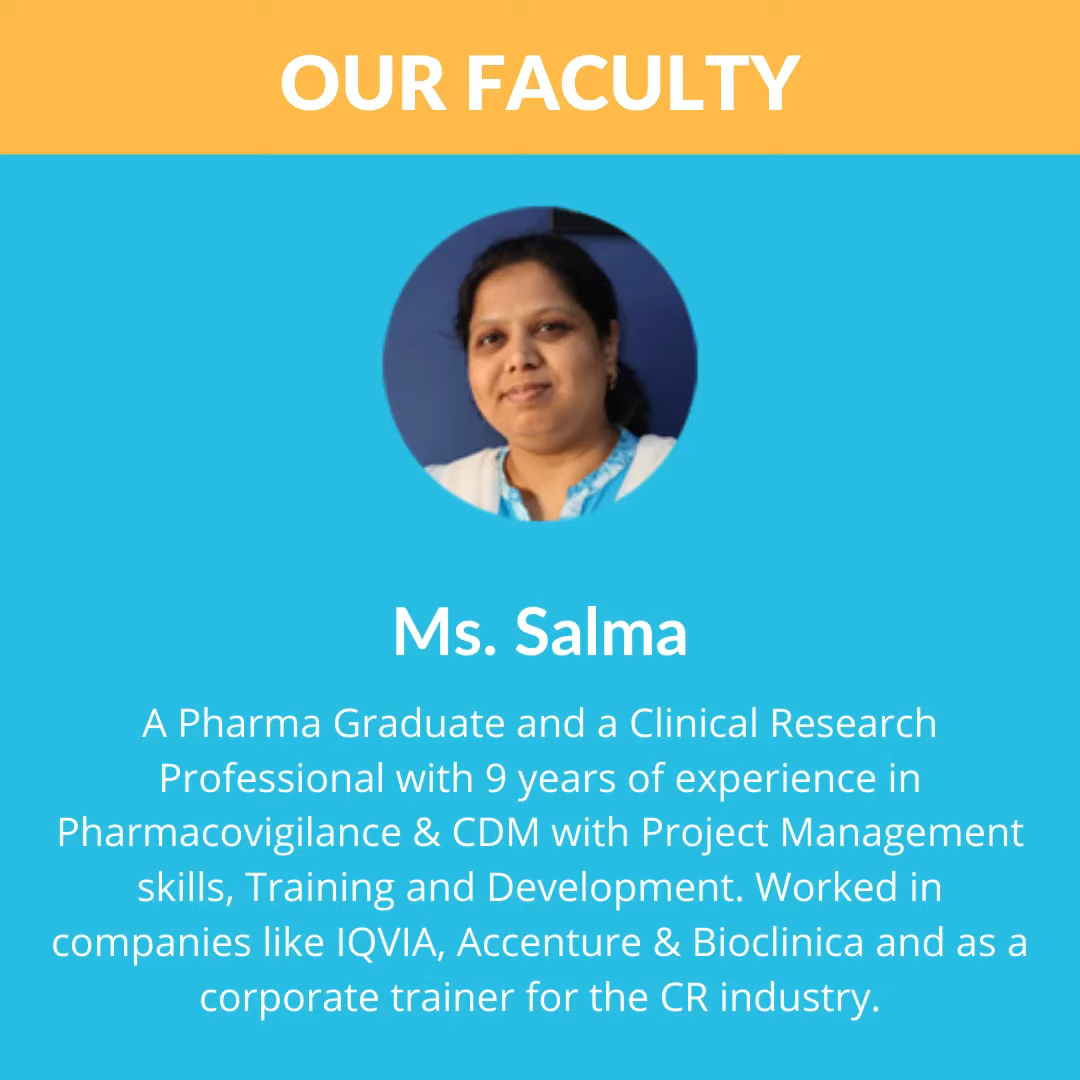 OUR FACULTY
Ms. Salma
A Pharma Graduate and a Clinical Research
Professional with 9 years of experience in
Pharmacovigilance & CDM with Project Management
skills, Training and Development. Worked in
companies like IQVIA, Accenture & Bioclinica and as a
corporate trainer for the CR industry.